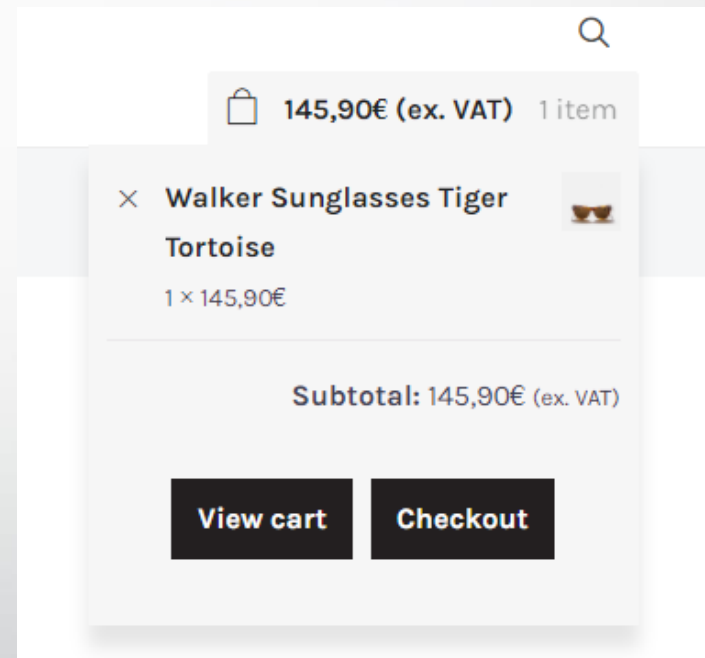 145,90€ (ex. VAT) 1 item
Walker Sunglasses Tiger
Tortoise
1 × 145,90€
Subtotal: 145,90€ (ex. VAT)
View cart Checkout